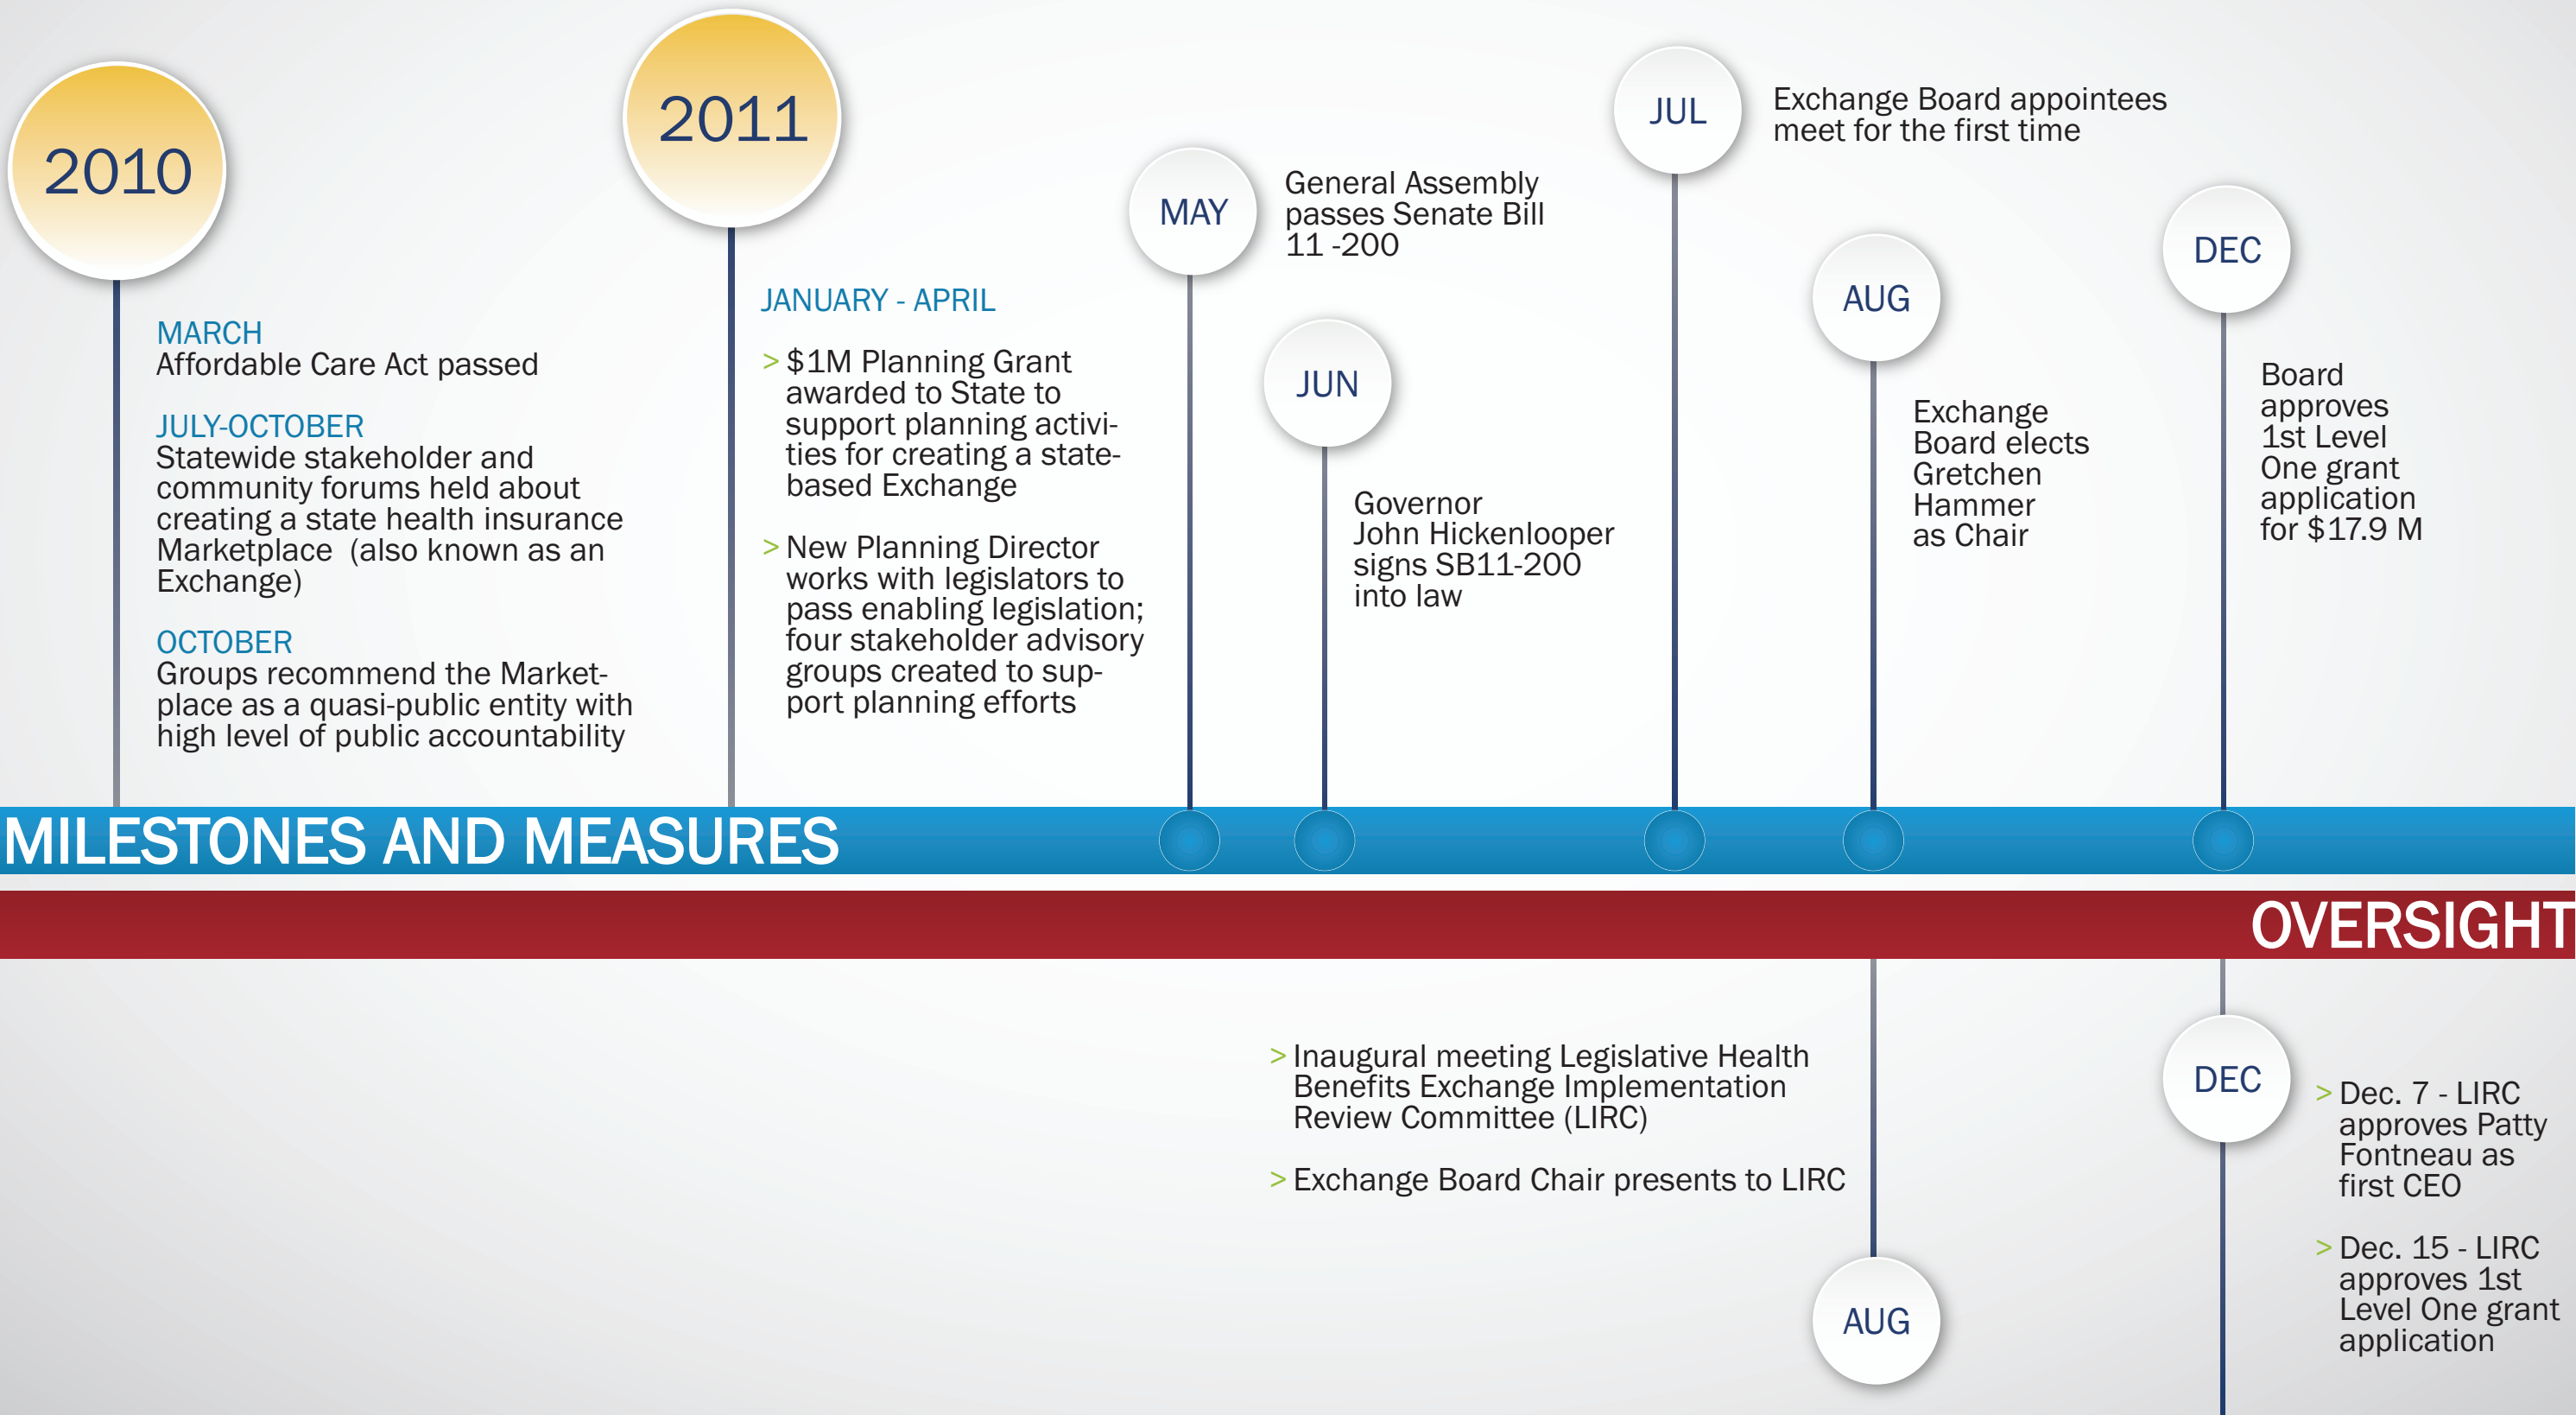 2010
MARCH
Affordable Care Act passed
JULY-OCTOBER
Statewide stakeholder and
community forums held about
creating a state health insurance
Marketplace  (also known as an
Exchange)
OCTOBER
Groups recommend the Market-
place as a quasi-public entity with
high level of public accountability
2011
JANUARY - APRIL
> $1M Planning Grant
awarded to State to
support planning activi-
ties for creating a state-
based Exchange
> New Planning Director
works with legislators to
pass enabling legislation;
four stakeholder advisory
groups created to sup-
port planning efforts
MAY
General Assembly
passes Senate Bill
11 -200
JUN
Governor
John Hickenlooper
signs SB11-200
into law
JUL
Exchange Board appointees
meet for the first time
AUG
Exchange
Board elects
Gretchen
Hammer
as Chair
DEC
Board
approves
1st Level
One grant
application
for $17.9 M
MILESTONES AND MEASURES
OVERSIGHT
> Inaugural meeting Legislative Health
Benefits Exchange Implementation
Review Committee (LIRC)
> Exchange Board Chair presents to LIRC
AUG
DEC
> Dec. 7 - LIRC
approves Patty
Fontneau as
first CEO
> Dec. 15 - LIRC
approves 1st
Level One grant
application